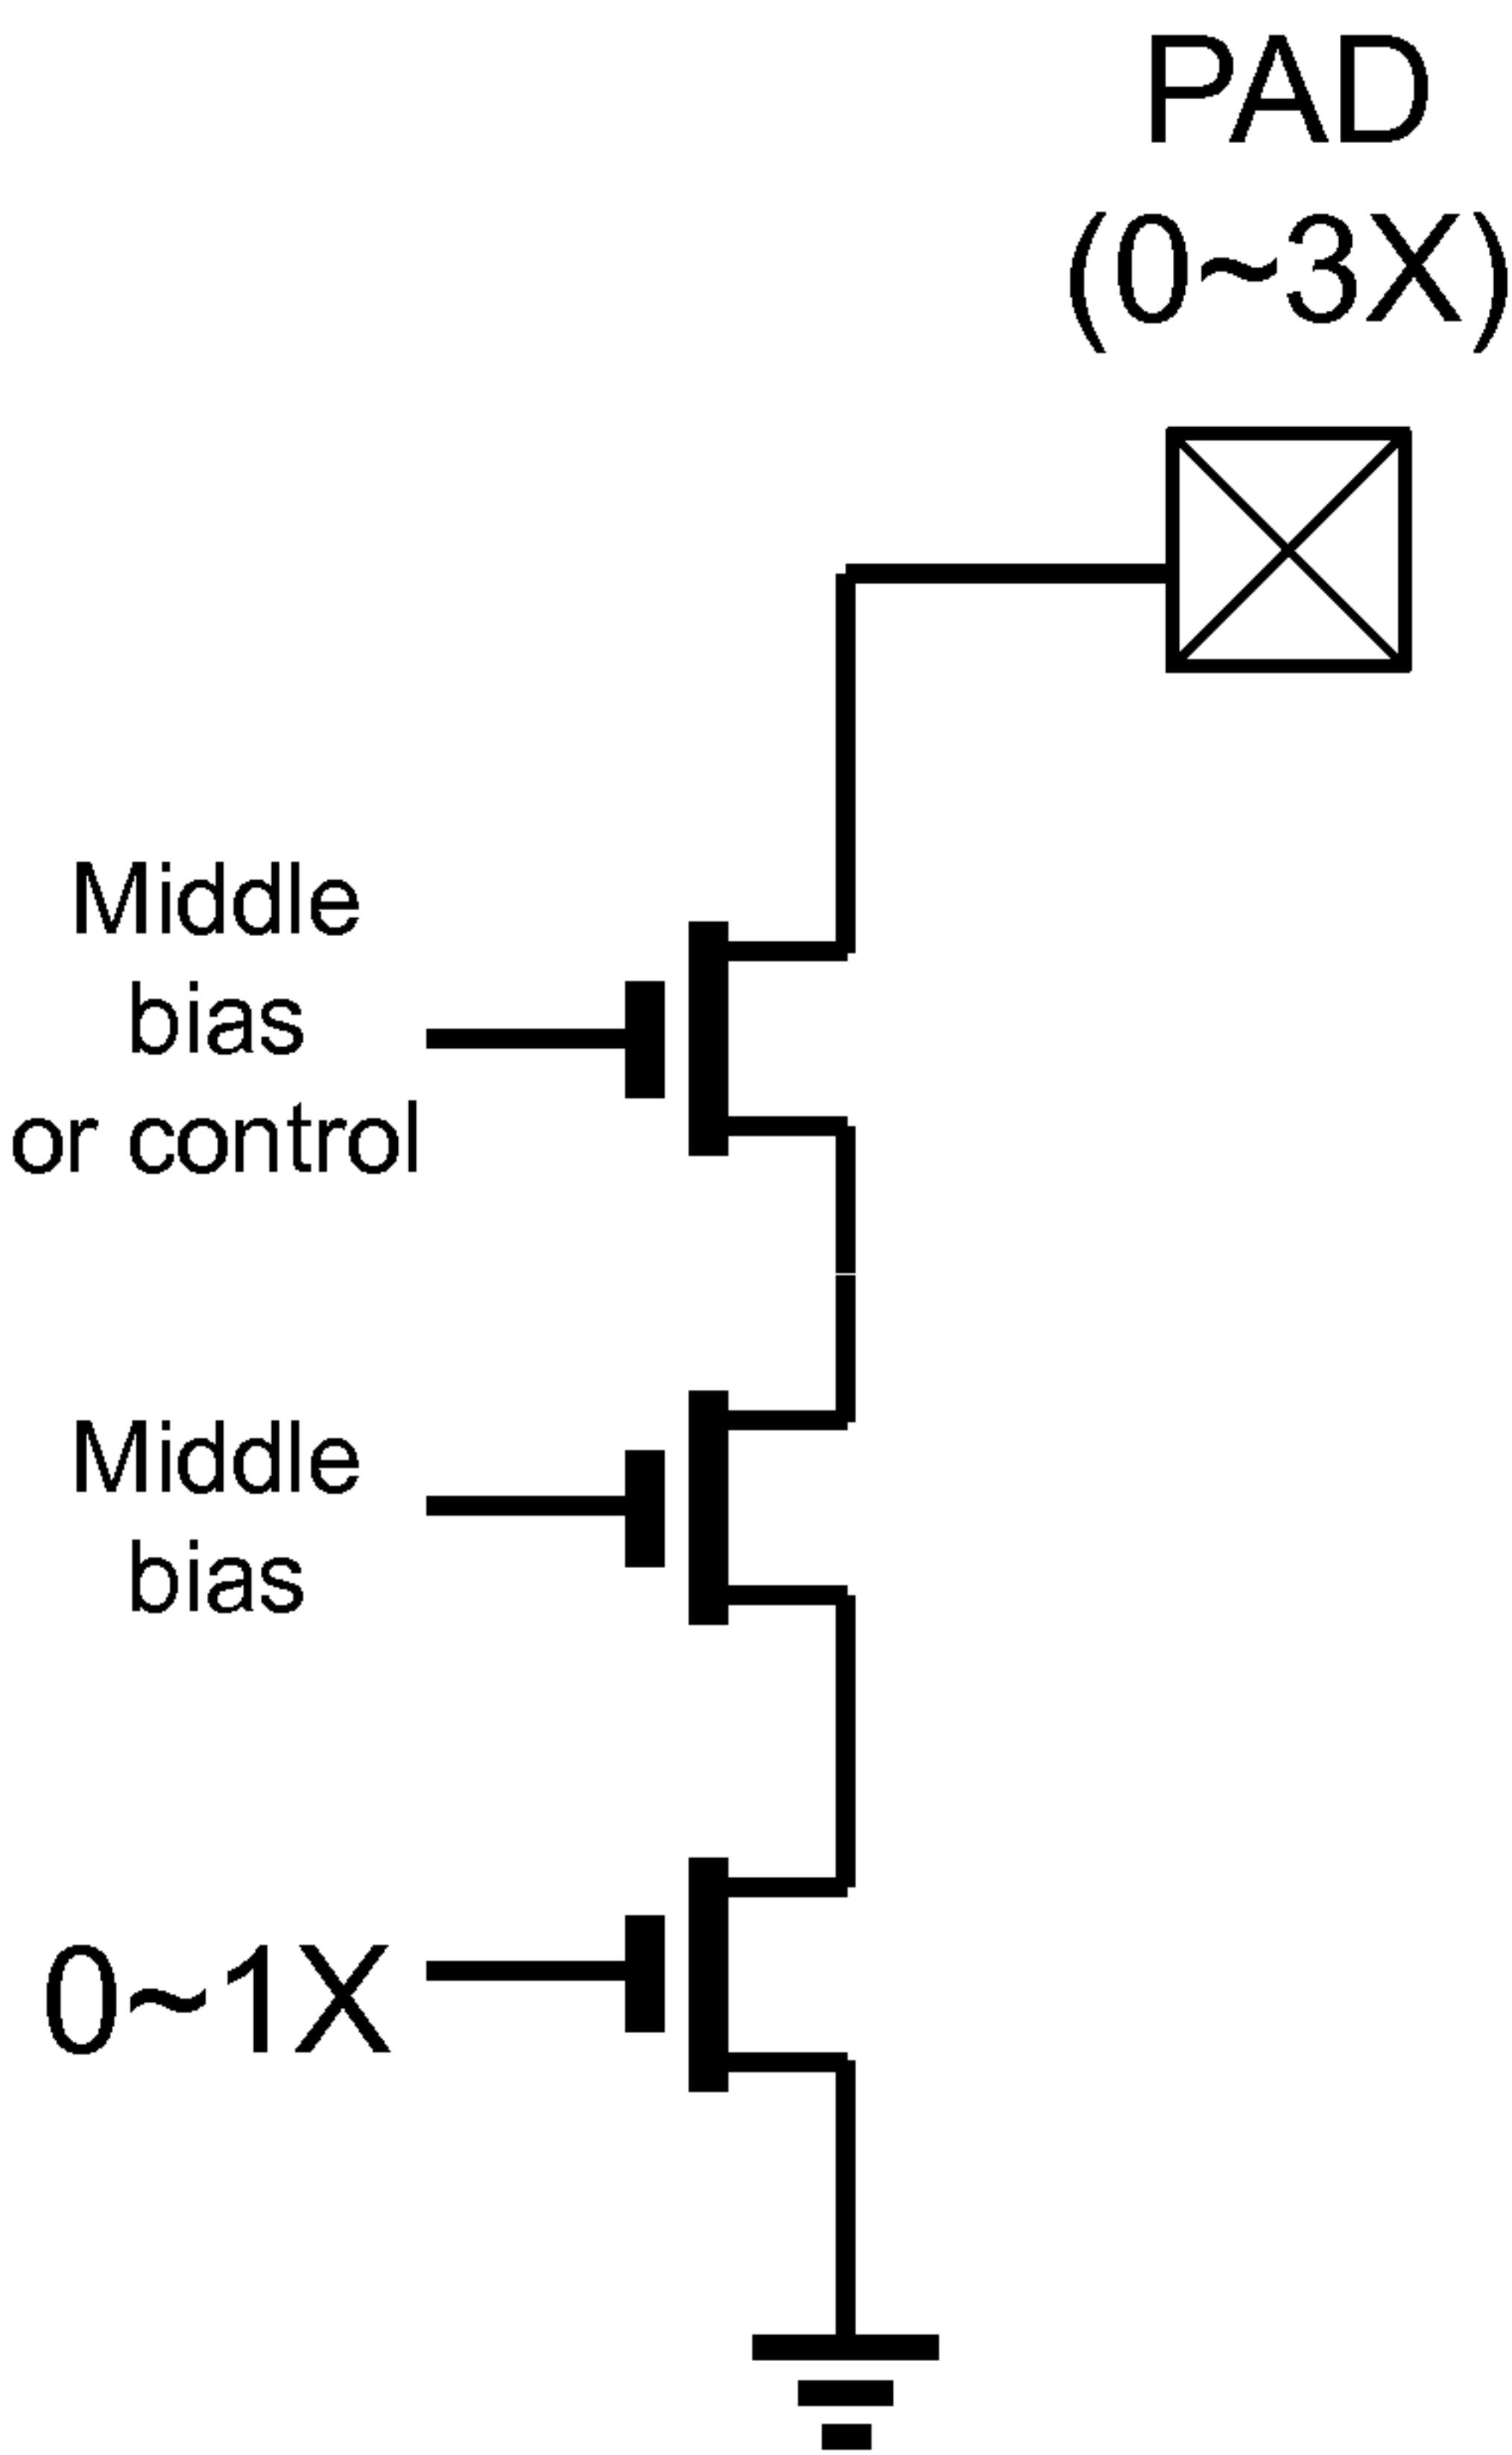 PAD
(0~3X)
Middle
bias
or control
Middle
bias
0~1X